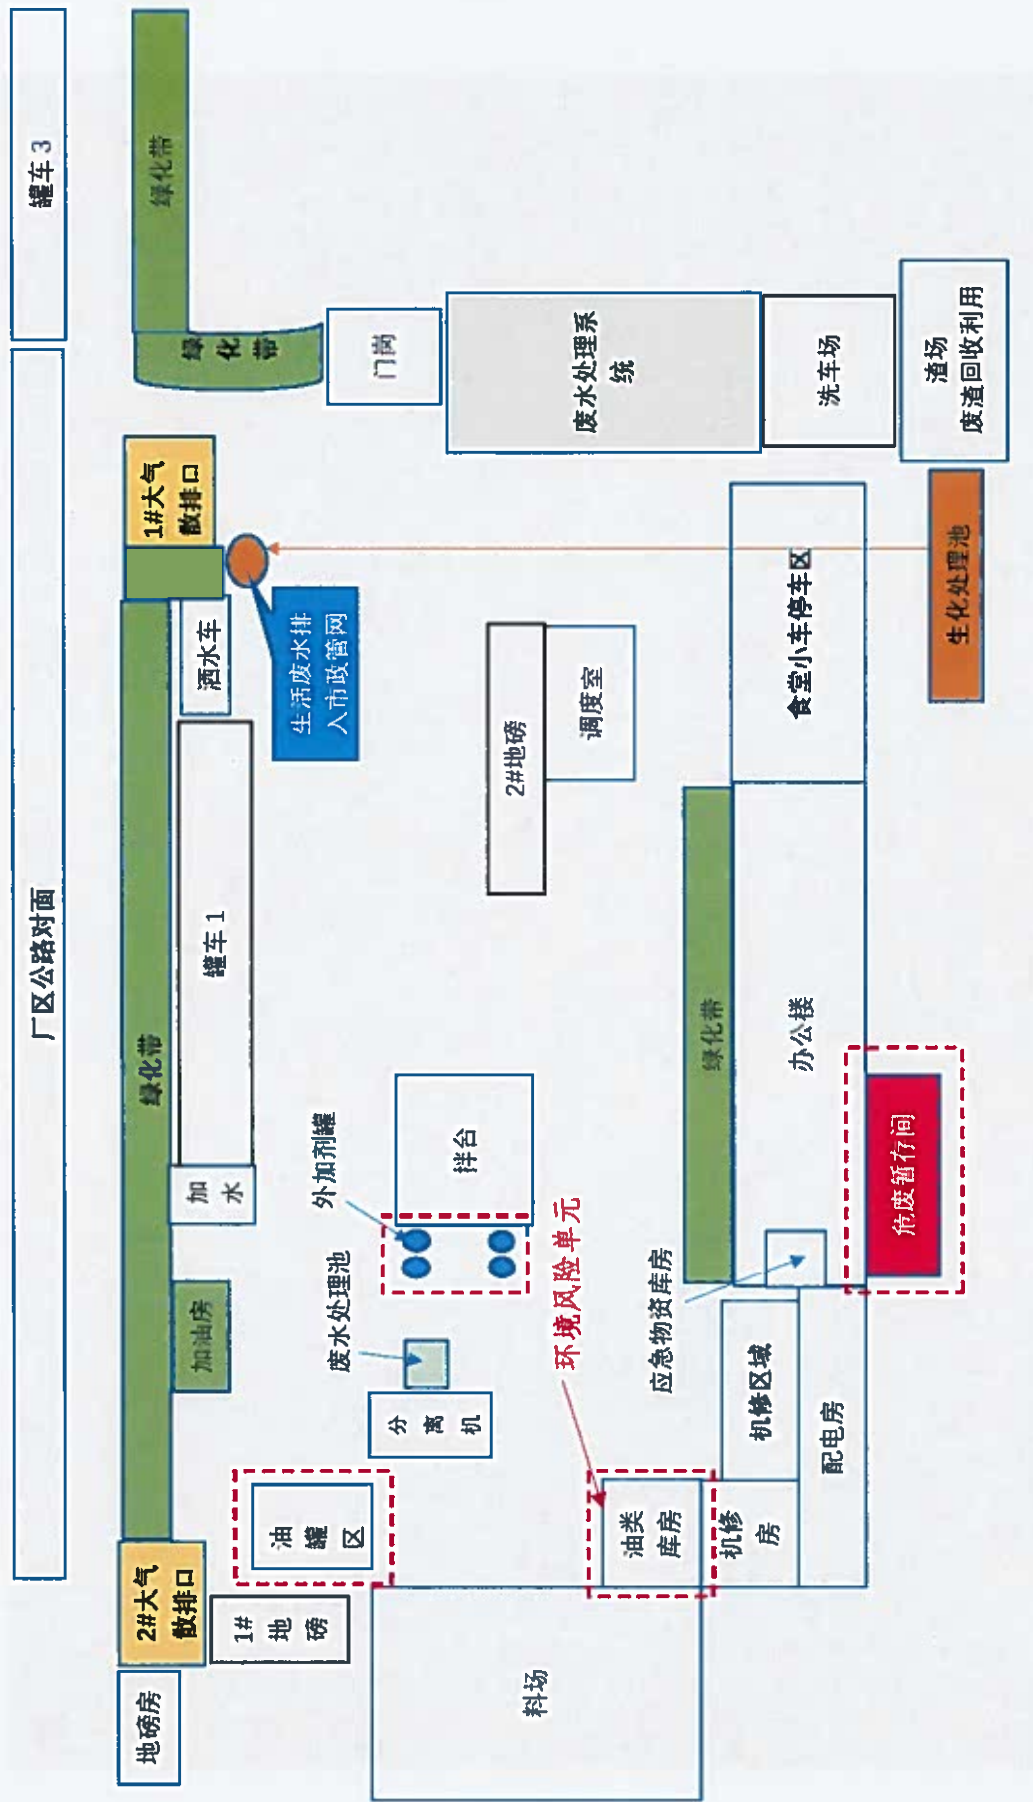 厂区公路对面
罐车 3
地磅房
2#大气
散排口
绿化带
1#大气
散排口
绿化带
1#
地
磅
油
罐
区
加油房
加
水
罐车 1
洒水车
生活废水排
入市政管网
绿
化
带
废水处理池
外加剂罐
分
离
机
拌台
2#地磅
调度室
门岗
料场
环境风险单元
油类
库房
应急物资库房
绿化带
废水处理系
统
机修
房
机修区域
配电房
办公楼
食堂小车停车区
洗车场
危废暂存间
生化处理池
渣场
废渣回收利用